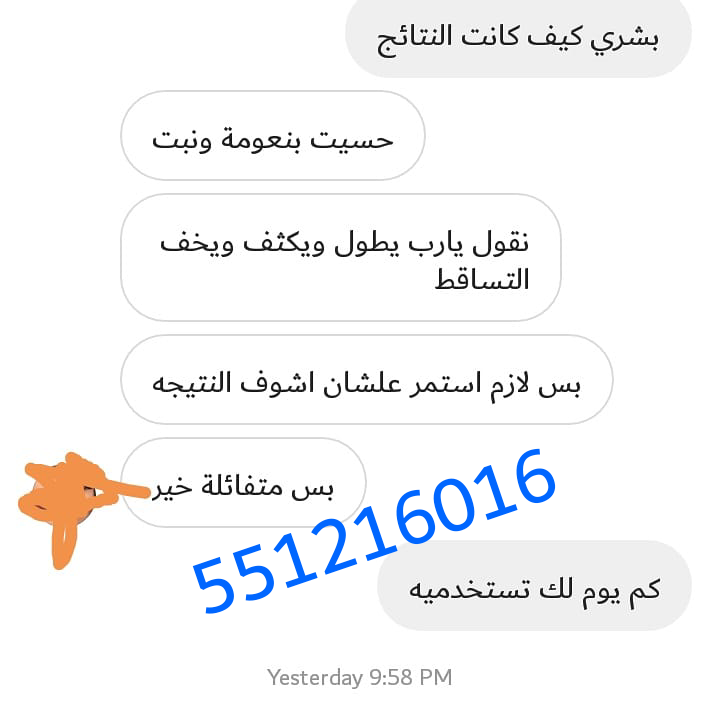 بشري كيف كانت النتائج
حسيت بنعومة ونبت
نقول يارب يطول ويكثف ويخف
التساقط
بس لازم استمر علشان اشوف النتيجه
بس متفائلة خير
551216016
كم يوم لك تستخدميه
Yesterday 9:58 PM